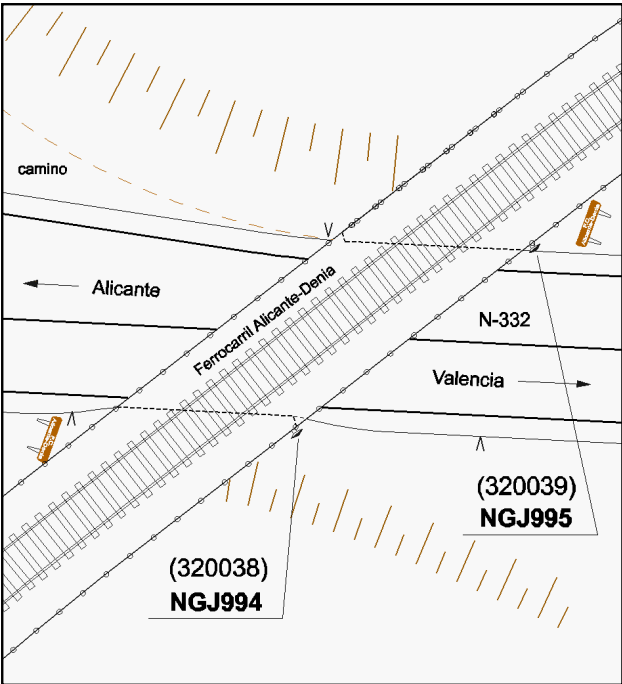 camino
Alicante
Ferrocarril Alicante-Denia
N-332
Valencia
(320039)
NGJ995
(320038)
NGJ994